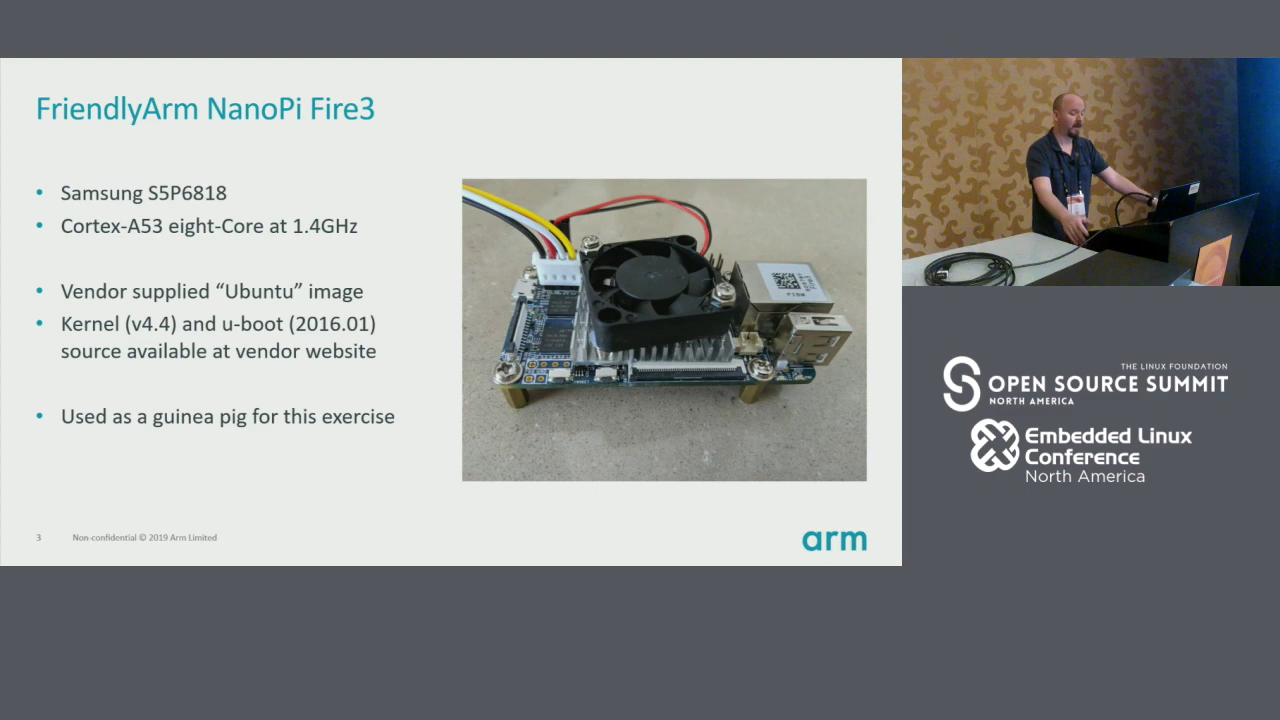 FriendlyArm NanoPi Fire3
• Samsung S5P6818
• Cortex-A53 eight-Core at 1.4GHz
• Vendor supplied “Ubuntu” image
• Kernel (v4.4) and u-boot (2016.01)
source available at vendor website
• Used as a guinea pig for this exercise
3 Non-confidential © 2019 Arm Limited
arm
THE LINUX FOUNDATION
OPEN SOURCE SUMMIT
NORTH AMERICA
Embedded Linux
Conference
North America